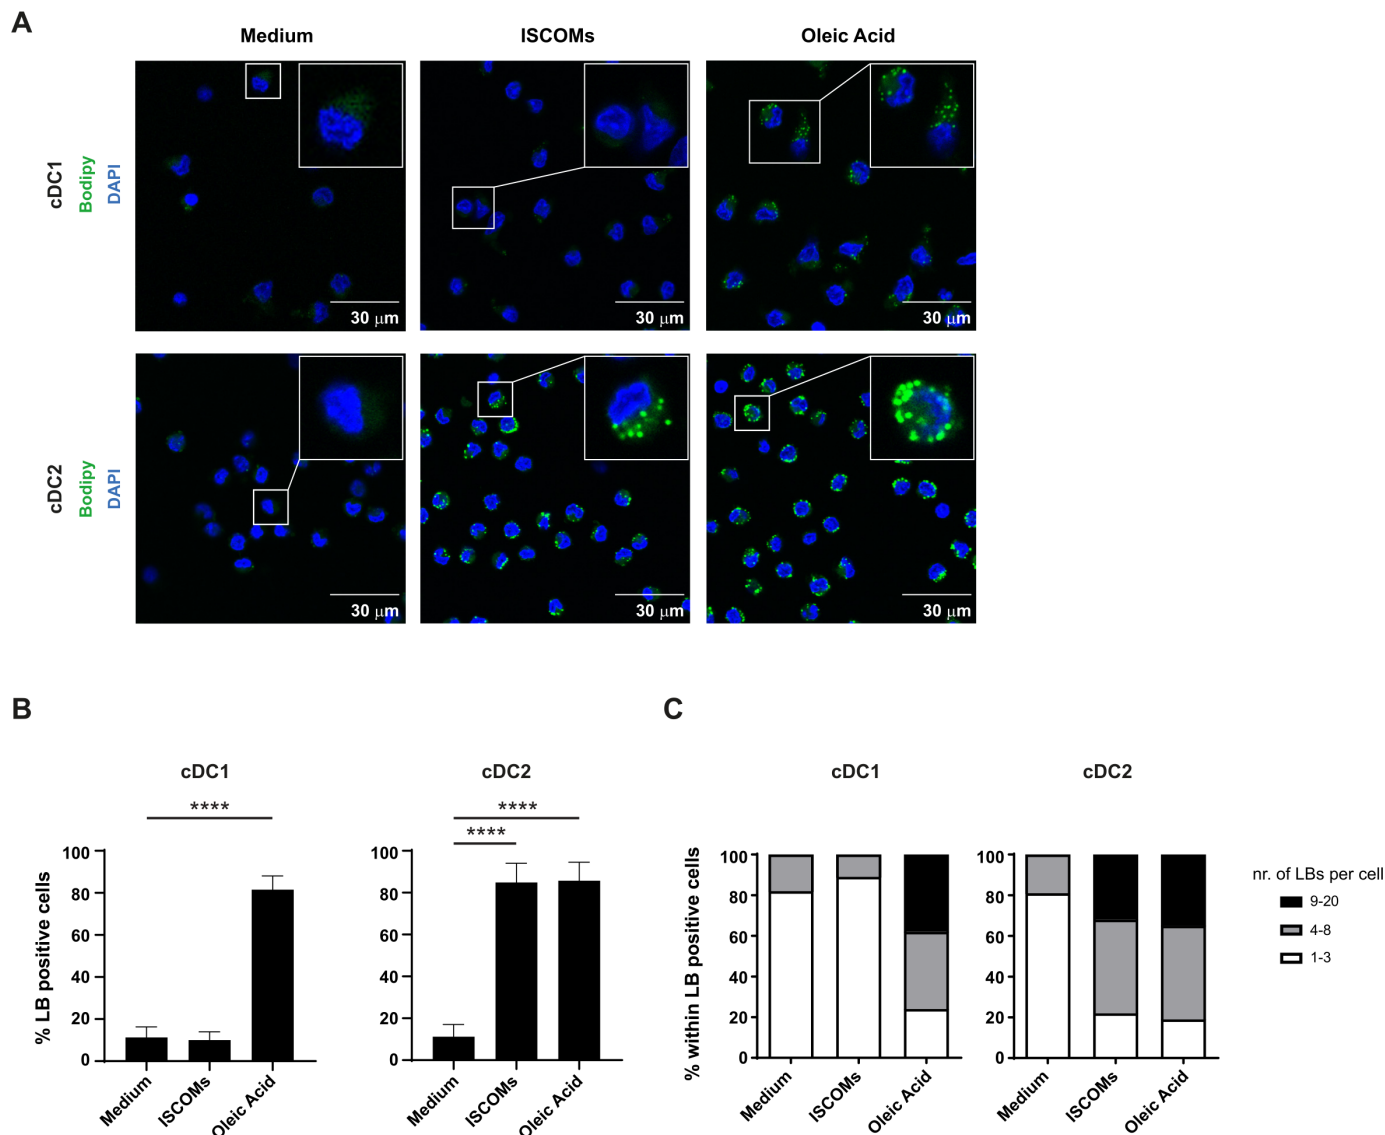 A
Medium
ISCOMs
Oleic Acid
cDC1
Bodipy
DAPI
30 μm
30 μm
30 μm
cDC2
Bodipy
DAPI
30 μm
30 μm
30 μm
B
cDC1
****
% LB positive cells
100
80
60
40
20
0
Medium
ISCOMs
Oleic Acid
cDC2
****
****
100
80
60
40
20
0
Medium
ISCOMs
Oleic Acid
C
cDC1
% within LB positive cells
100
80
60
40
20
0
Medium
ISCOMs
Oleic Acid
cDC2
100
80
60
40
20
0
Medium
ISCOMs
Oleic Acid
nr. of LBs per cell
9-20
4-8
1-3